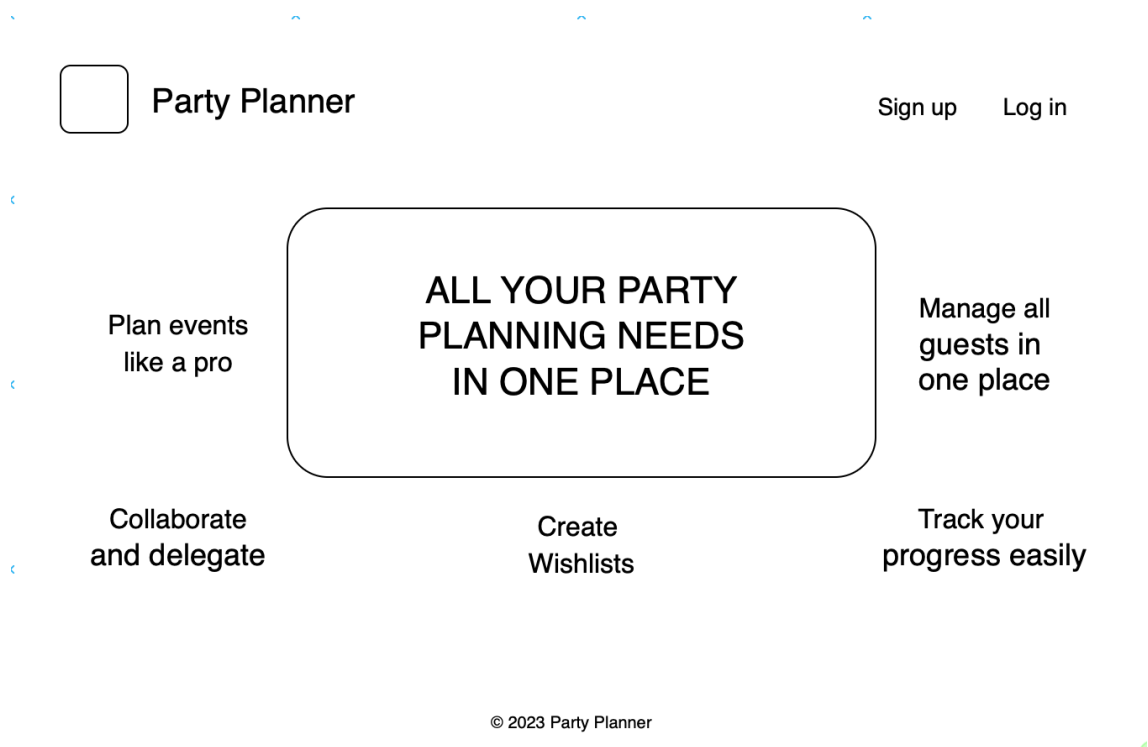 Party Planner
Sign up
Log in
ALL YOUR PARTY
PLANNING NEEDS
IN ONE PLACE
Plan events
like a pro
Manage all
guests in
one place
Collaborate
and delegate
Create
Wishlists
Track your
progress easily
© 2023 Party Planner